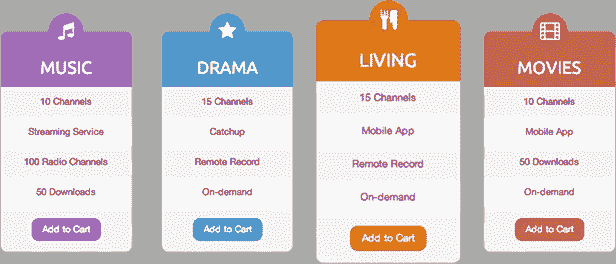 MUSIC
10 Channels
Streaming Service
100 Radio Channels
50 Downloads
Add to Cart
DRAMA
15 Channels
Catchup
Remote Record
On-demand
Add to Cart
LIVING
15 Channels
Mobile App
Remote Record
On-demand
Add to Cart
MOVIES
10 Channels
Mobile App
50 Downloads
On-demand
Add to Cart